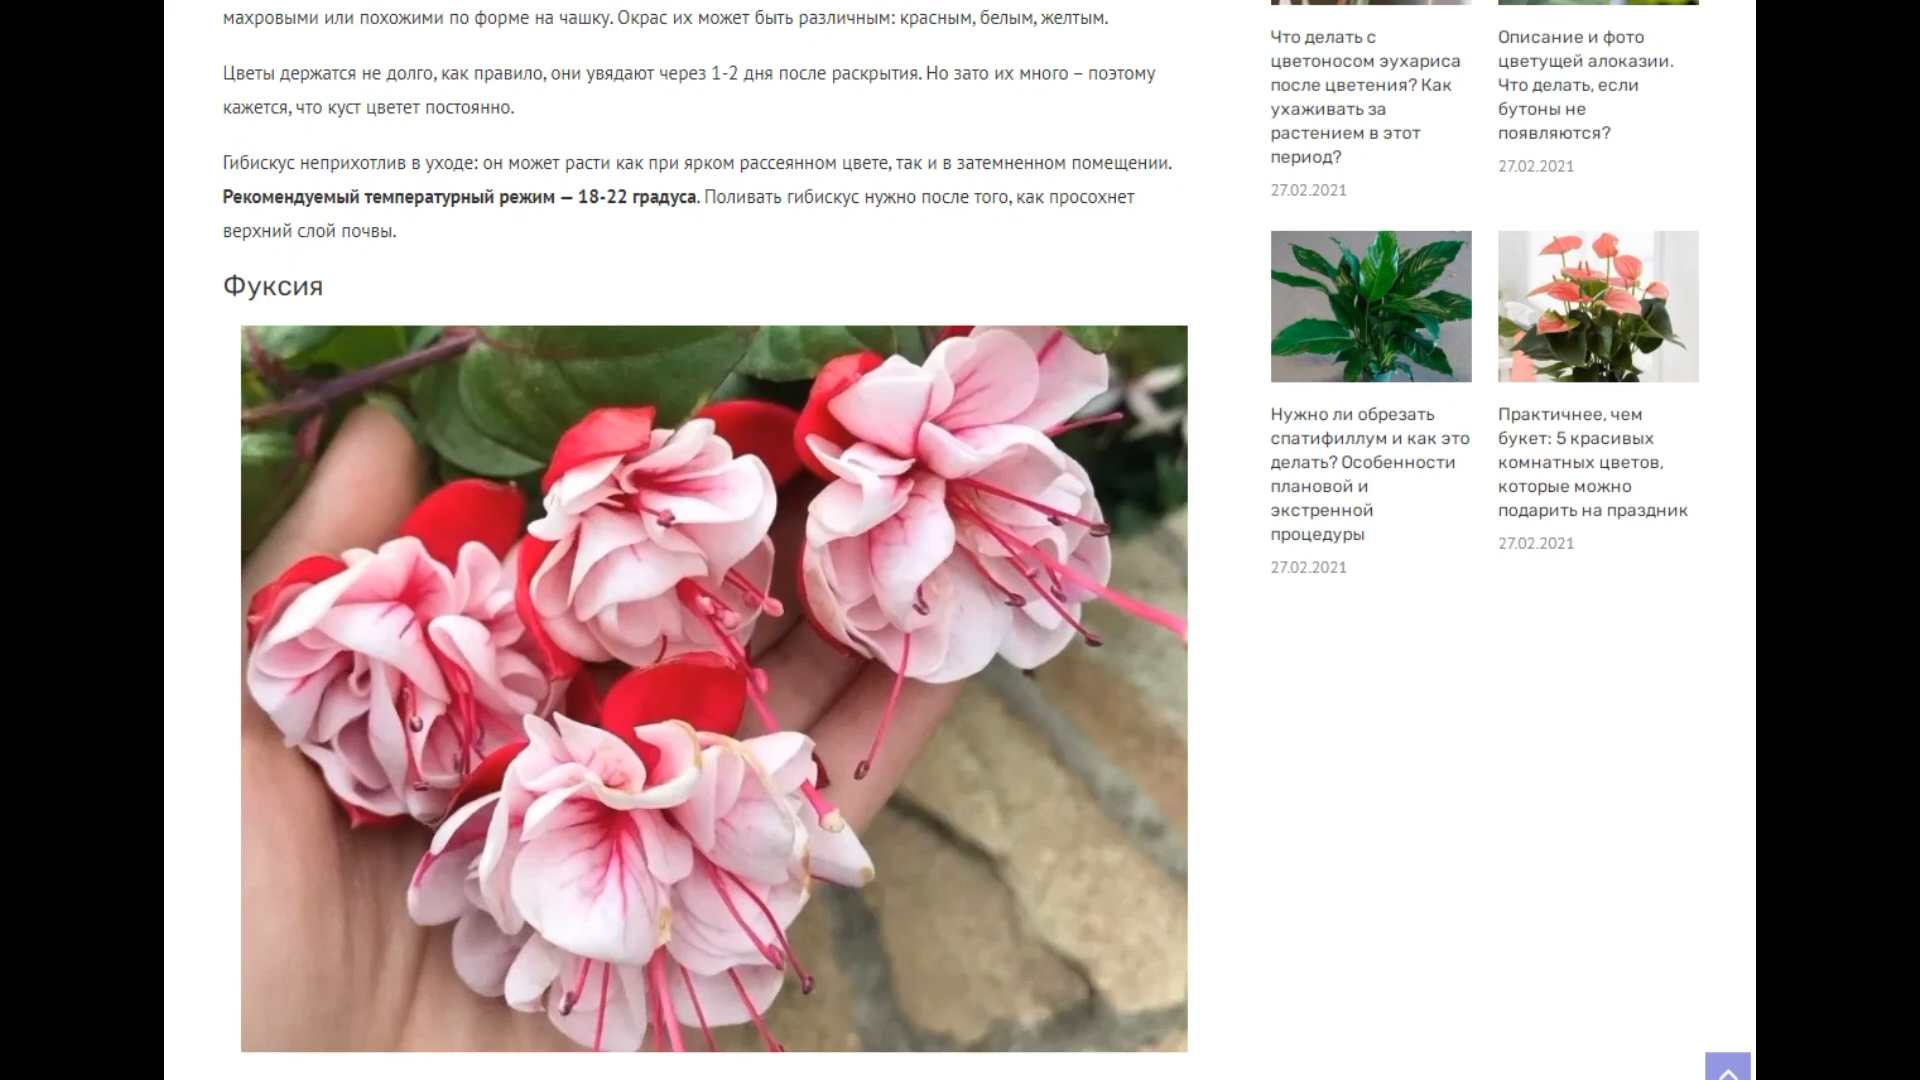 махровыми или похожими по форме на чашку. Окрас их может быть различным: красным, белым, желтым.
Цветы держатся не долго, как правило, они увядают через 1-2 дня после раскрытия. Но зато их много – поэтому
кажется, что куст цветет постоянно.
Гибискус неприхотлив в уходе: он может расти как при ярком рассеянном цвете, так и в затемненном помещении.
Рекомендуемый температурный режим — 18-22 градуса. Поливать гибискус нужно после того, как просохнет
верхний слой почвы.
Фуксия
Что делать с
цветоносом эухариса
после цветения? Как
ухаживать за
растением в этот
период?
27.02.2021
Описание и фото
цветущей алоказии.
Что делать, если
бутоны не
появляются?
27.02.2021
Нужно ли обрезать
спатифиллум и как это
делать? Особенности
плановой и
экстренной
процедуры
27.02.2021
Практичнее, чем
букет: 5 красивых
комнатных цветов,
которые можно
подарить на праздник
27.02.2021